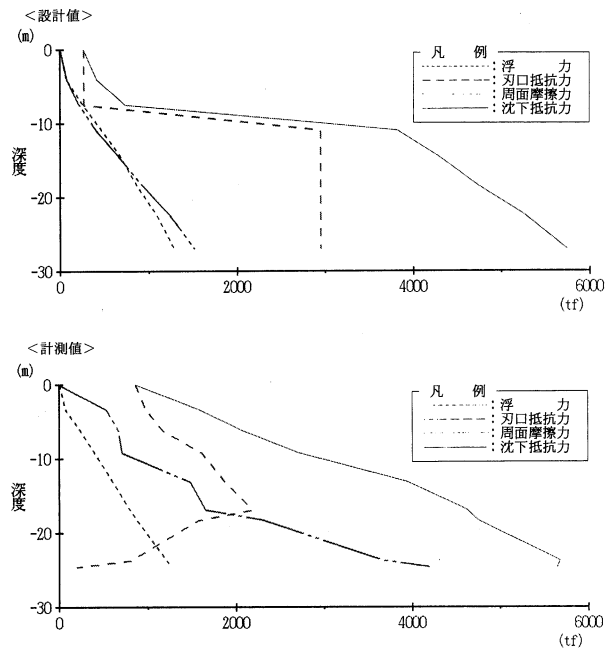 ＜設計値＞
(m)
0
-10
-20
-30
深度
凡 例
：浮 力
：刃口抵抗力
：周面摩擦力
：沈下抵抗力
0 2000 4000 6000
(tf)
＜計測値＞
(m)
0
-10
-20
-30
深度
凡 例
：浮 力
：刃口抵抗力
：周面摩擦力
：沈下抵抗力
0 2000 4000 6000
(tf)